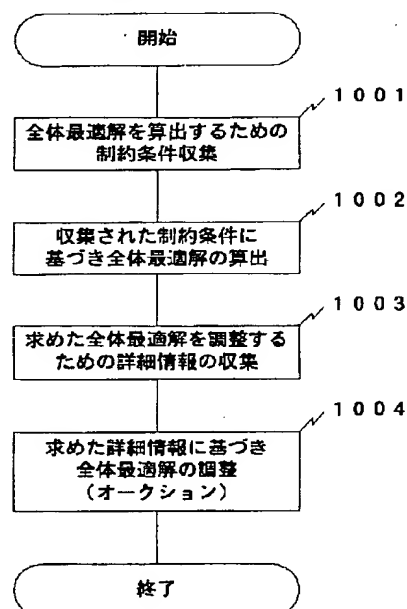 開始
1001
全体最適解を算出するための
制約条件収集
1002
収集された制約条件に
基づき全体最適解の算出
1003
求めた全体最適解を調整する
ための詳細情報の収集
1004
求めた詳細情報に基づき
全体最適解の調整
(オークション)
終了